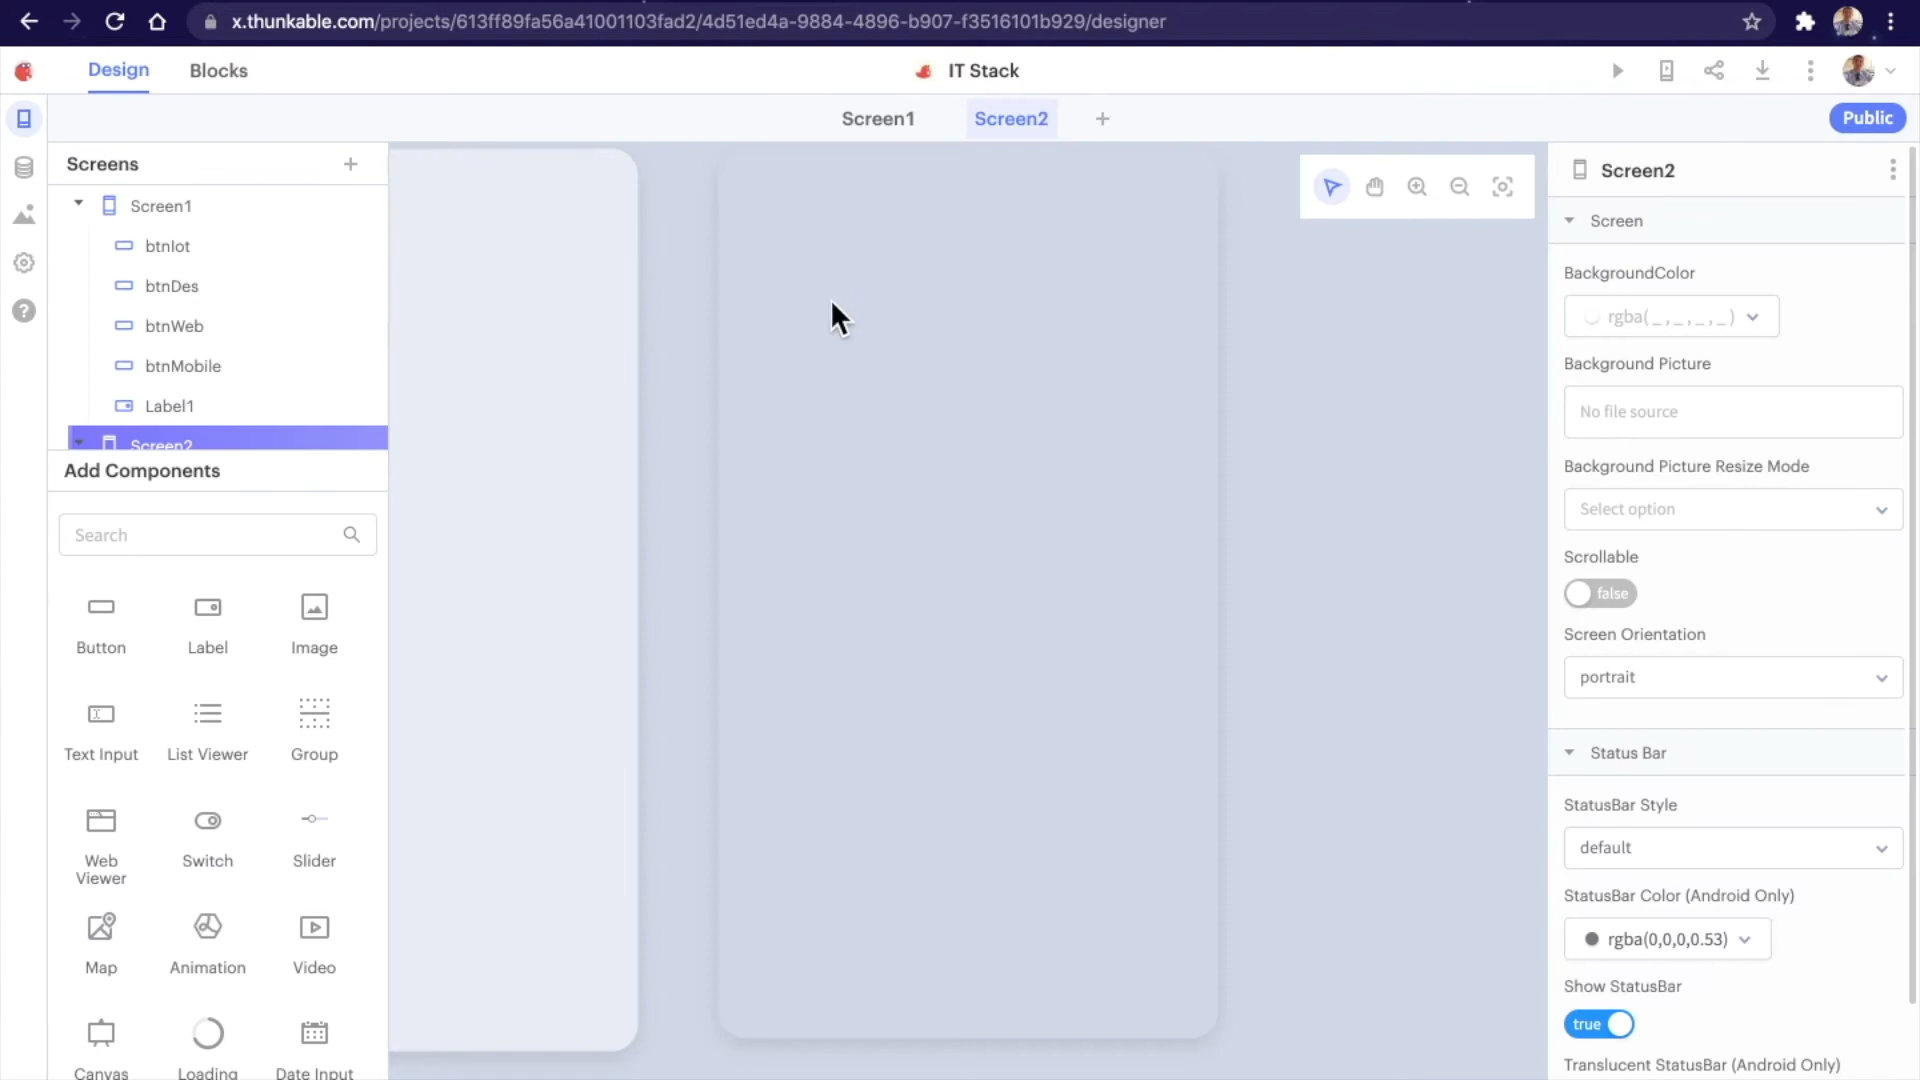 x.thunkable.com/projects/613ff89fa56a41001103fad2/4d51ed4a-9884-4896-b907-f3516101b929/designer
Design
Blocks
IT Stack
Screen1
Screen2
+
Public
Screens
+
Screen1
btnIot
btnDes
btnWeb
btnMobile
Label1
Screen2
Add Components
Search
Button
Label
Image
Text Input
List Viewer
Group
Web
Viewer
Switch
Slider
Map
Animation
Video
Canvas
Loading
Date Input
Screen2
Screen
BackgroundColor
rgba(_,_,_,_)
Background Picture
No file source
Background Picture Resize Mode
Select option
Scrollable
false
Screen Orientation
portrait
Status Bar
StatusBar Style
default
StatusBar Color (Android Only)
rgba(0,0,0,0.53)
Show StatusBar
true
Translucent StatusBar (Android Only)